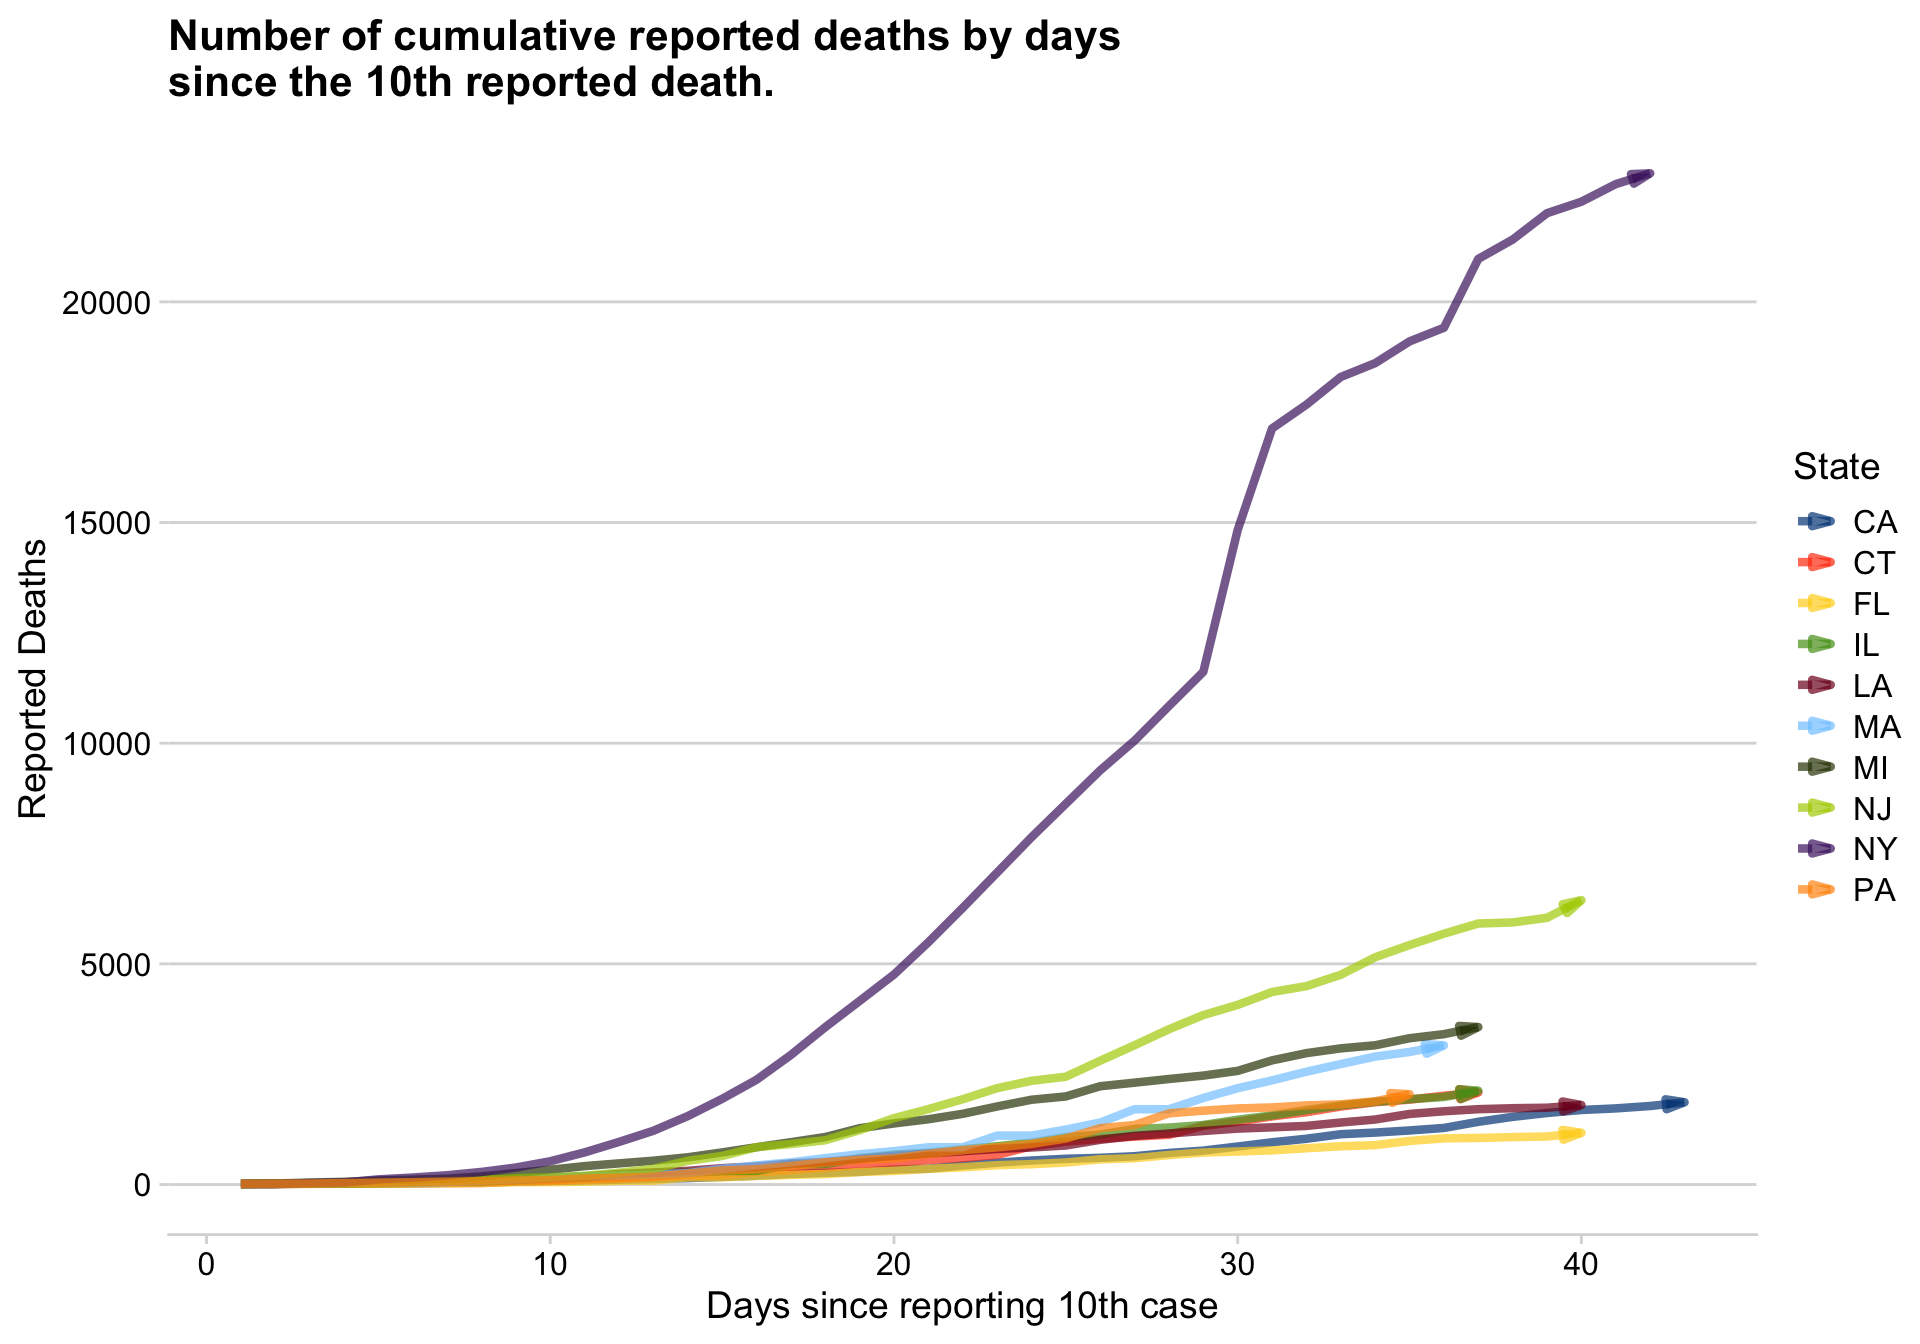 Number of cumulative reported deaths by days
since the 10th reported death.
20000
15000
10000
5000
0
Reported Deaths
0 10 20 30 40
Days since reporting 10th case
State
CA
CT
FL
IL
LA
MA
MI
NJ
NY
PA